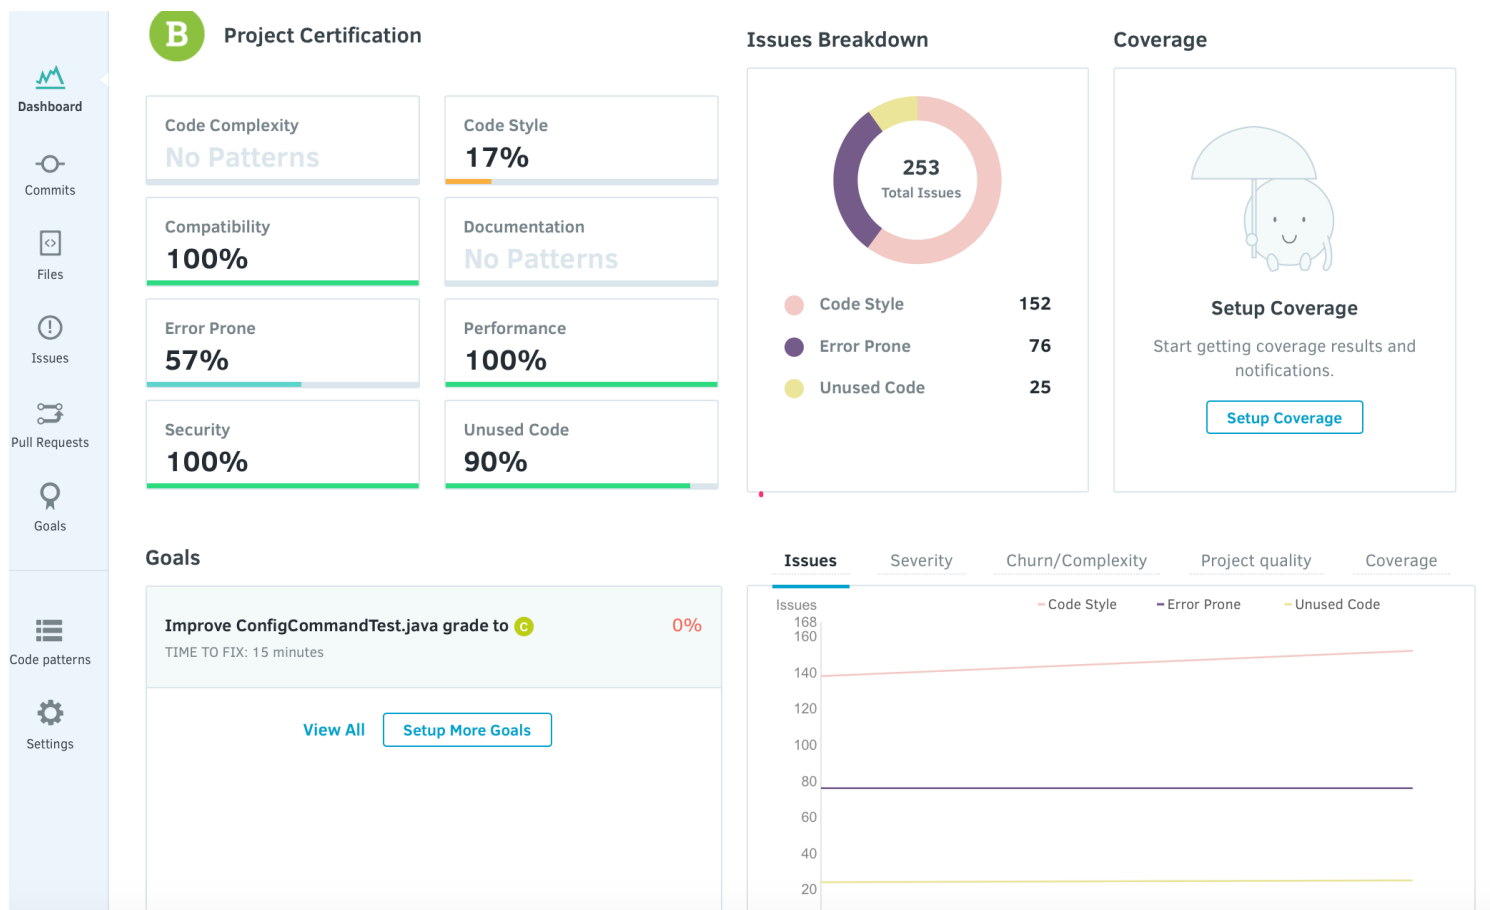 Dashboard
Commits
Files
Issues
Pull Requests
Goals
Code patterns
Settings
B
Project Certification
Code Complexity
No Patterns
Code Style
17%
Compatibility
100%
Documentation
No Patterns
Error Prone
57%
Performance
100%
Security
100%
Unused Code
90%
Issues Breakdown
253
Total Issues
Code Style 152
Error Prone 76
Unused Code 25
Coverage
Setup Coverage
Start getting coverage results and
notifications.
Setup Coverage
Goals
Improve ConfigCommandTest.java grade to C 0%
TIME TO FIX: 15 minutes
View All Setup More Goals
Issues Severity Churn/Complexity Project quality Coverage
Issues
Code Style Error Prone Unused Code
168
160
140
120
100
80
60
40
20